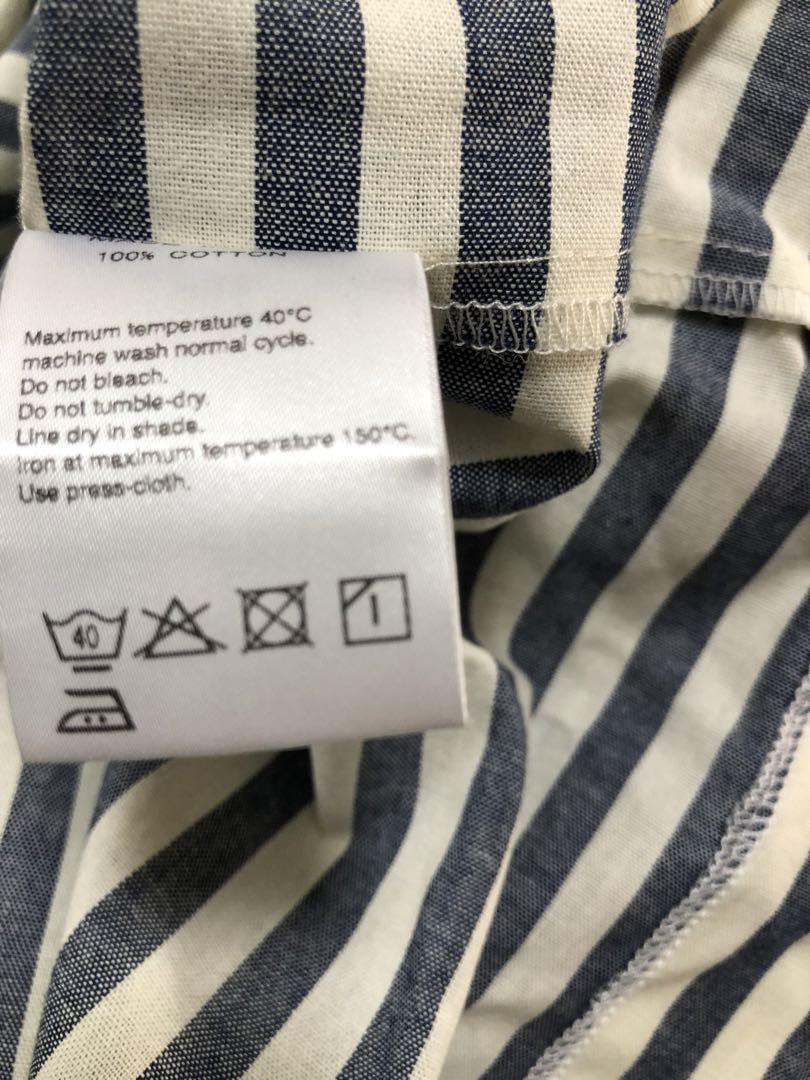 100% COTTON
Maximum temperature 40°C
machine wash normal cycle.
Do not bleach.
Do not tumble-dry.
Line dry in shade.
Iron at maximum temperature 150°C.
Use press-cloth.
40